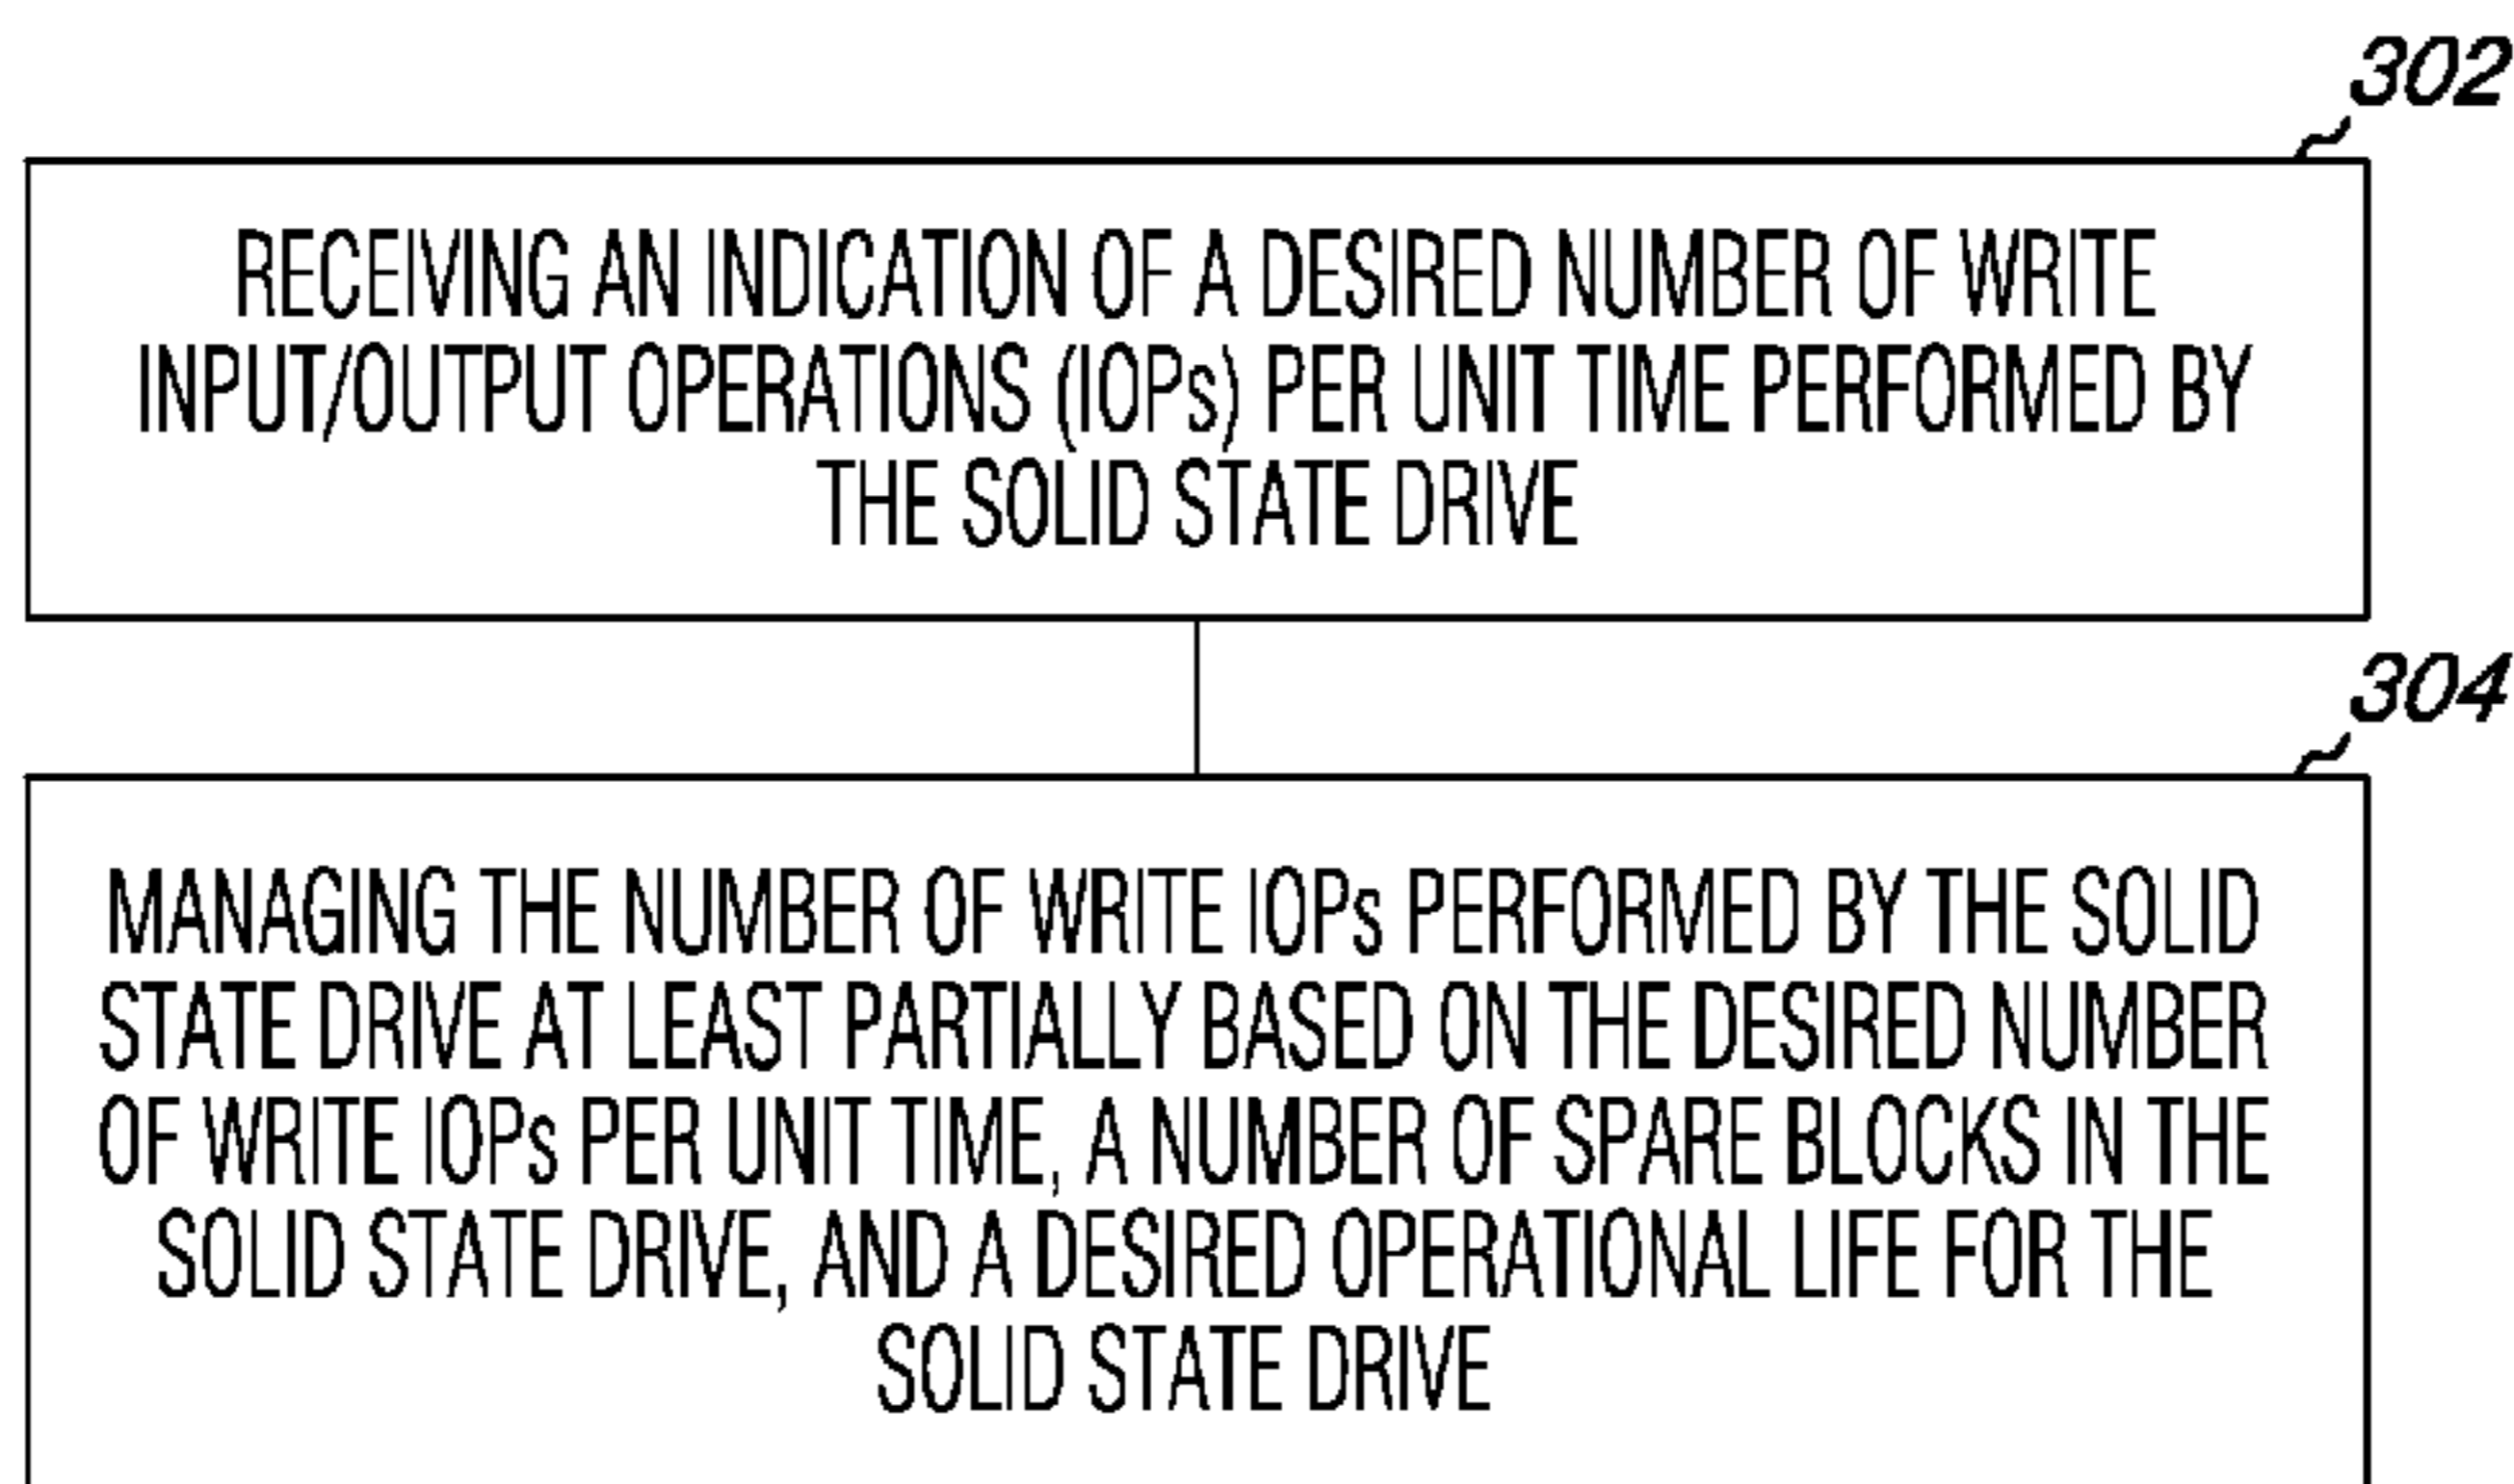 302
RECEIVING AN INDICATION OF A DESIRED NUMBER OF WRITE
INPUT/OUTPUT OPERATIONS (IOPs) PER UNIT TIME PERFORMED BY
THE SOLID STATE DRIVE
304
MANAGING THE NUMBER OF WRITE IOPs PERFORMED BY THE SOLID
STATE DRIVE AT LEAST PARTIALLY BASED ON THE DESIRED NUMBER
OF WRITE IOPs PER UNIT TIME, A NUMBER OF SPARE BLOCKS IN THE
SOLID STATE DRIVE, AND A DESIRED OPERATIONAL LIFE FOR THE
SOLID STATE DRIVE